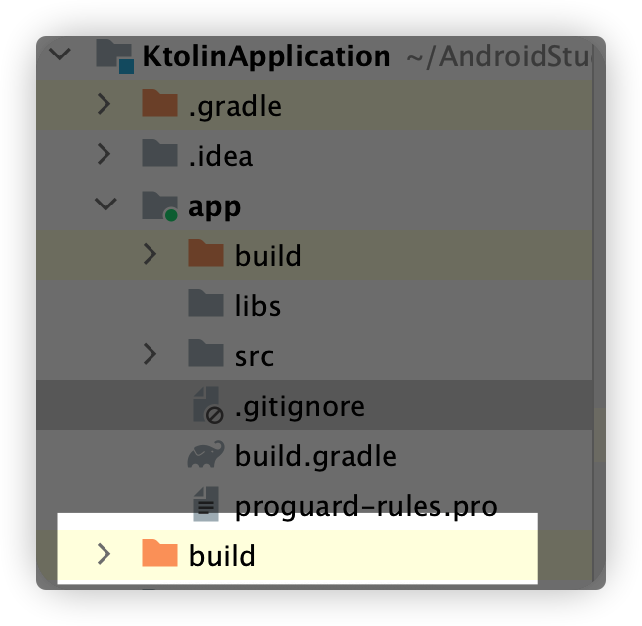 KtolinApplication ~/AndroidStu
.gradle
.idea
app
build
libs
src
.gitignore
build.gradle
proguard-rules.pro
build